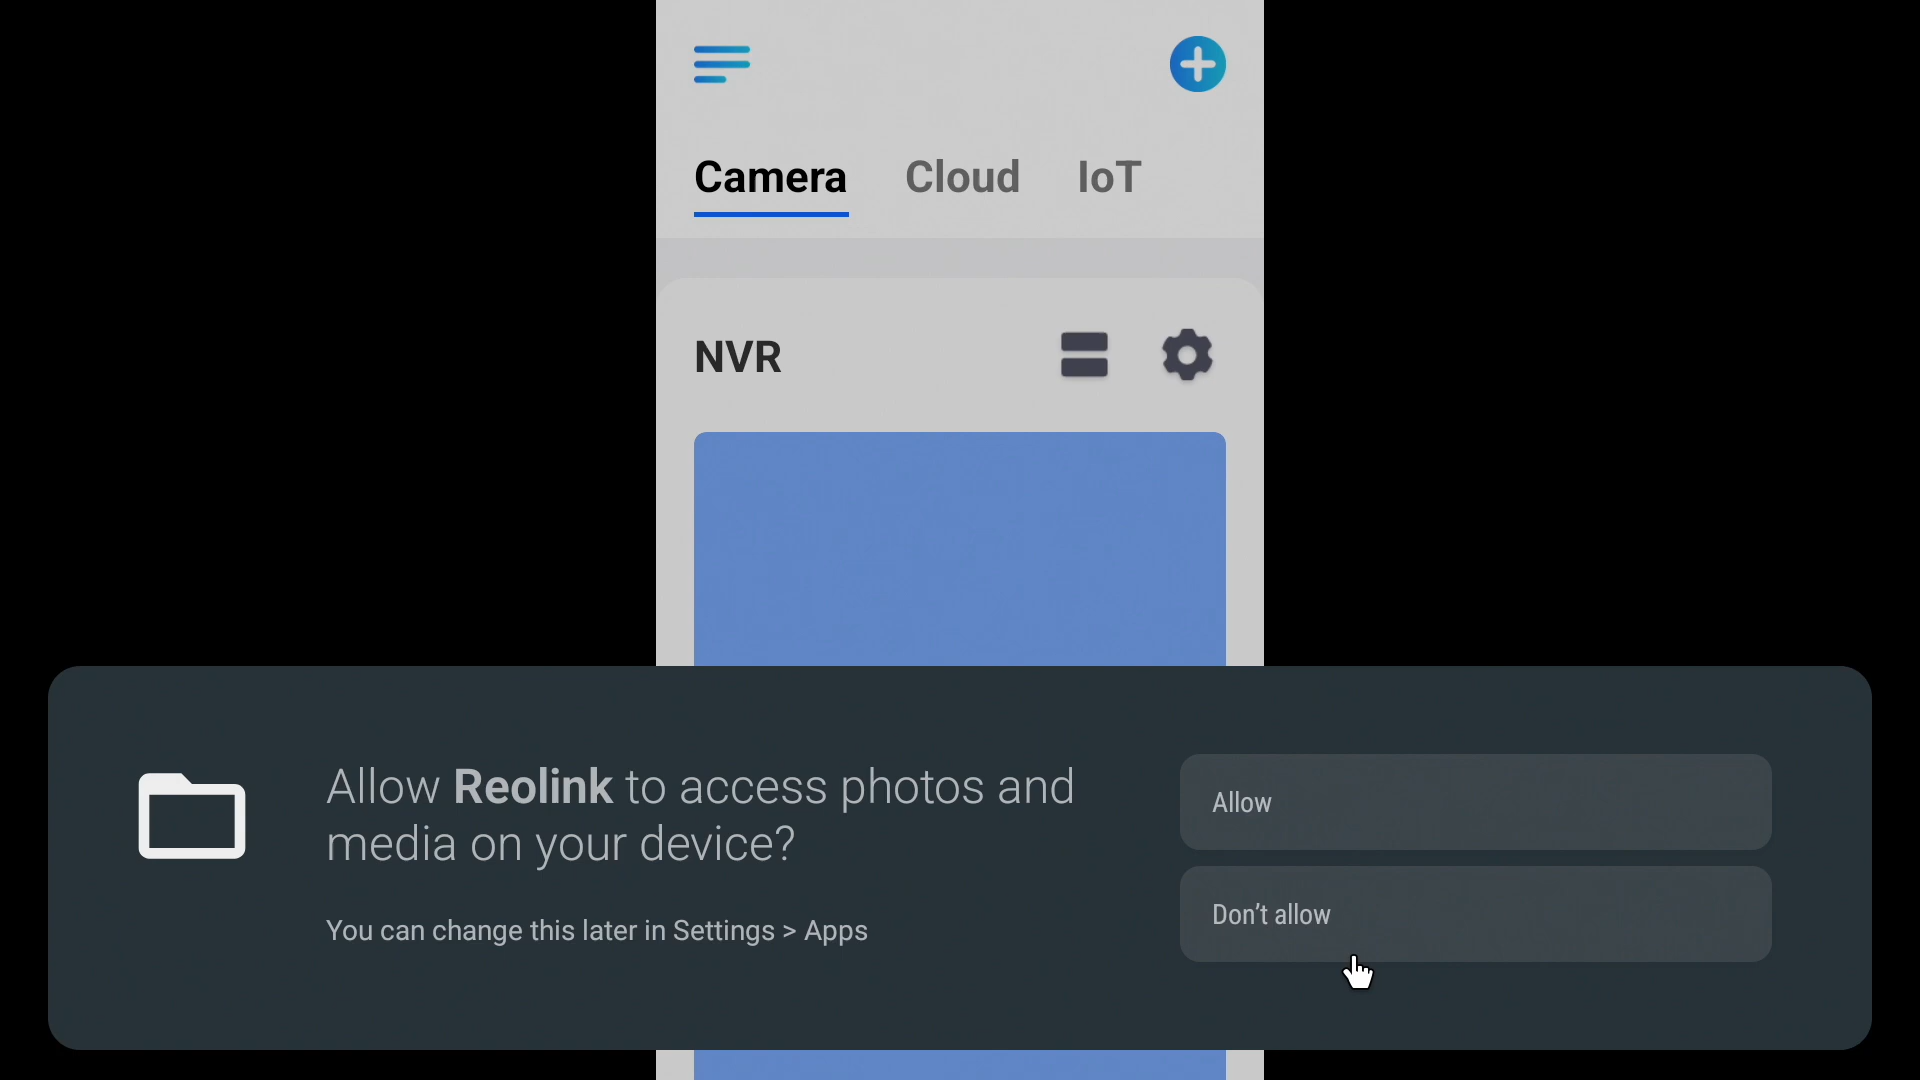 Camera Cloud IoT
NVR
Allow Reolink to access photos and
media on your device?
You can change this later in Settings > Apps
Allow
Don't allow